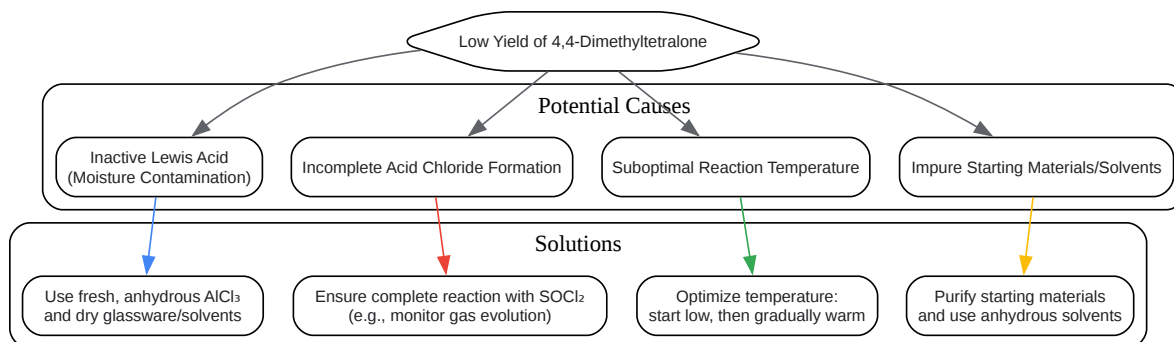 Low Yield of 4,4-Dimethyltetralone
Potential Causes
Inactive Lewis Acid
(Moisture Contamination)
Incomplete Acid Chloride Formation
Suboptimal Reaction Temperature
Impure Starting Materials/Solvents
Solutions
Use fresh, anhydrous AlCl₃
and dry glassware/solvents
Ensure complete reaction with SOCl₂
(e.g., monitor gas evolution)
Optimize temperature:
start low, then gradually warm
Purify starting materials
and use anhydrous solvents